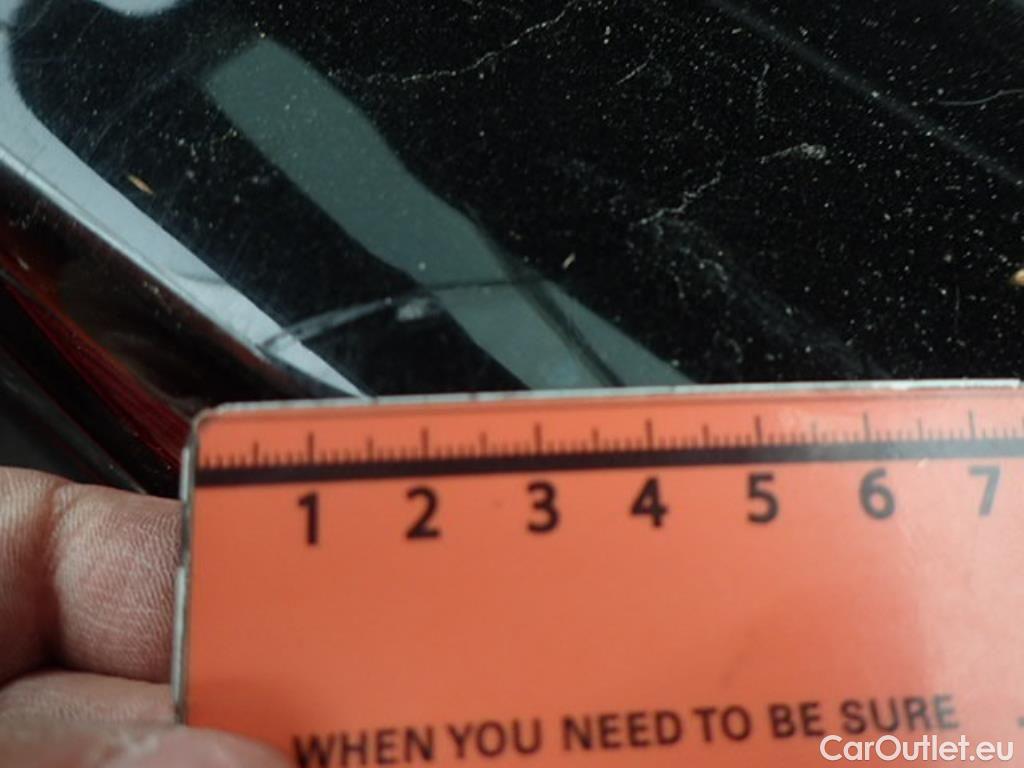 1 2 3 4 5 6 7
WHEN YOU NEED TO BE SURE
CarOutlet.eu